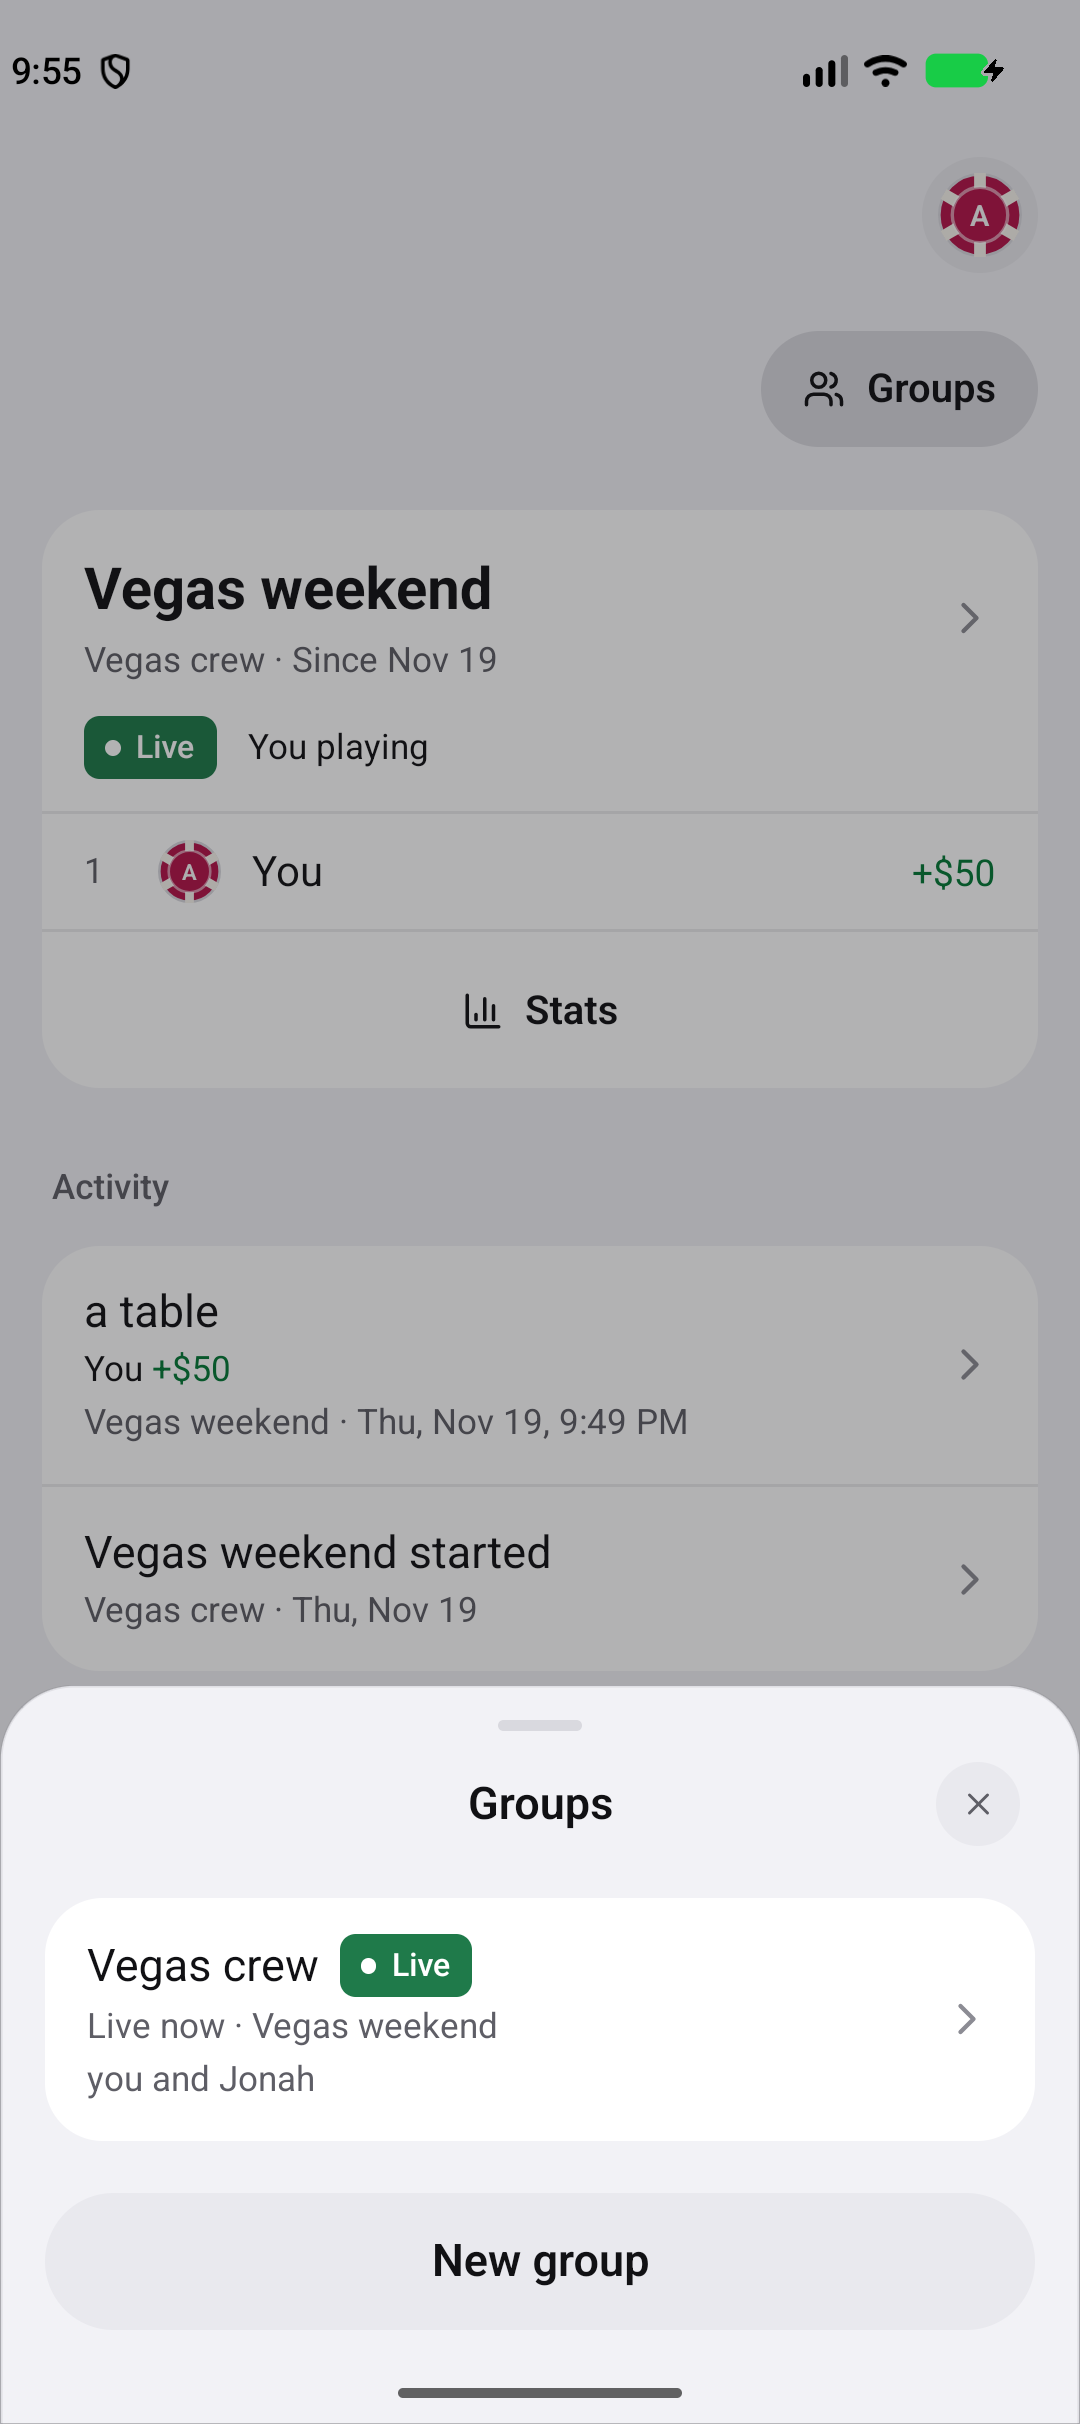 9:55
A
Groups
Vegas weekend
Vegas crew · Since Nov 19
Live You playing
1 A You +$50
Stats
Activity
a table
You +$50
Vegas weekend · Thu, Nov 19, 9:49 PM
Vegas weekend started
Vegas crew · Thu, Nov 19
Groups
Vegas crew Live
Live now · Vegas weekend
you and Jonah
New group